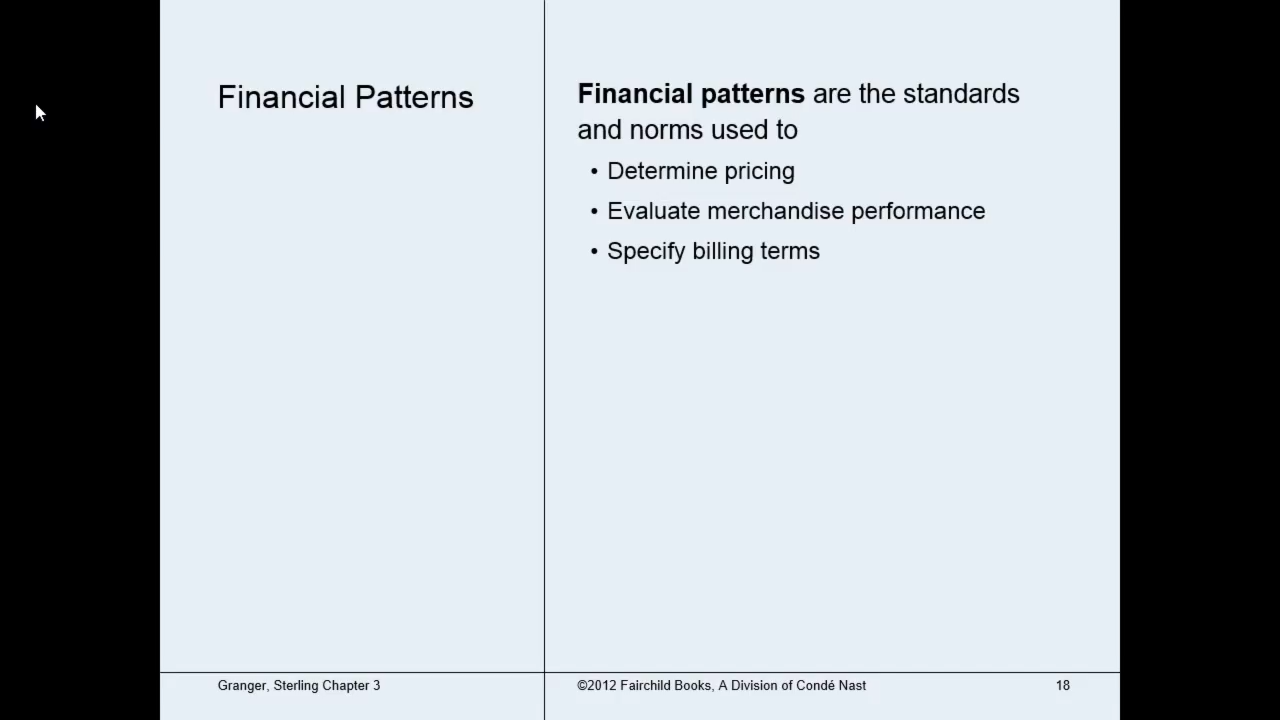 Financial Patterns
Financial patterns are the standards
and norms used to
• Determine pricing
• Evaluate merchandise performance
• Specify billing terms
Granger, Sterling Chapter 3
©2012 Fairchild Books, A Division of Condé Nast
18